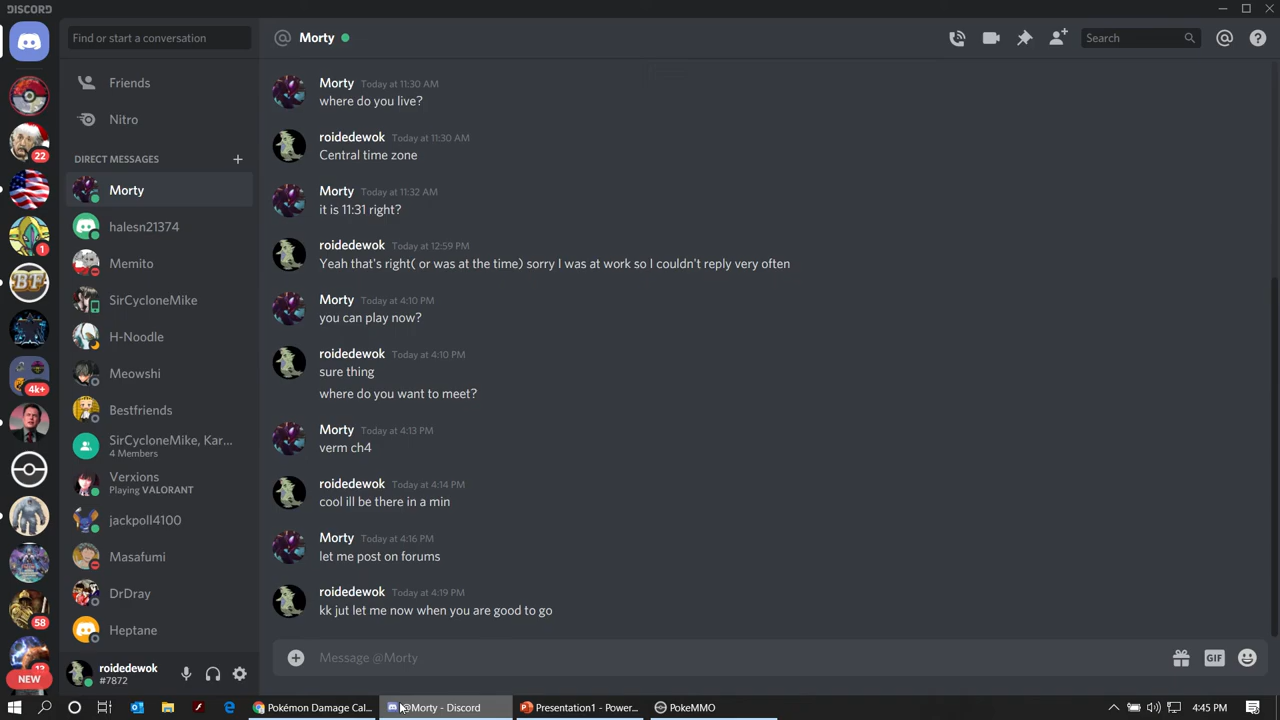 DISCORD
Find or start a conversation
@ Morty
Search
Friends
Nitro
DIRECT MESSAGES
Morty
halesn21374
Memito
SirCycloneMike
H-Noodle
Meowshi
Bestfriends
SirCycloneMike, Kar...
4 Members
Verxions
Playing VALORANT
jackpoll4100
Masafumi
DrDray
Heptane
roidedewok
#7872
22
1
BF
4k+
58
13
NEW
Morty Today at 11:30 AM
where do you live?
roidedewok Today at 11:30 AM
Central time zone
Morty Today at 11:32 AM
it is 11:31 right?
roidedewok Today at 12:59 PM
Yeah that's right( or was at the time) sorry I was at work so I couldn't reply very often
Morty Today at 4:10 PM
you can play now?
roidedewok Today at 4:10 PM
sure thing
where do you want to meet?
Morty Today at 4:13 PM
verm ch4
roidedewok Today at 4:14 PM
cool ill be there in a min
Morty Today at 4:16 PM
let me post on forums
roidedewok Today at 4:19 PM
kk jut let me now when you are good to go
Message @Morty
GIF
Pokémon Damage Cal...
@Morty - Discord
Presentation1 - Power...
PokeMMO
4:45 PM